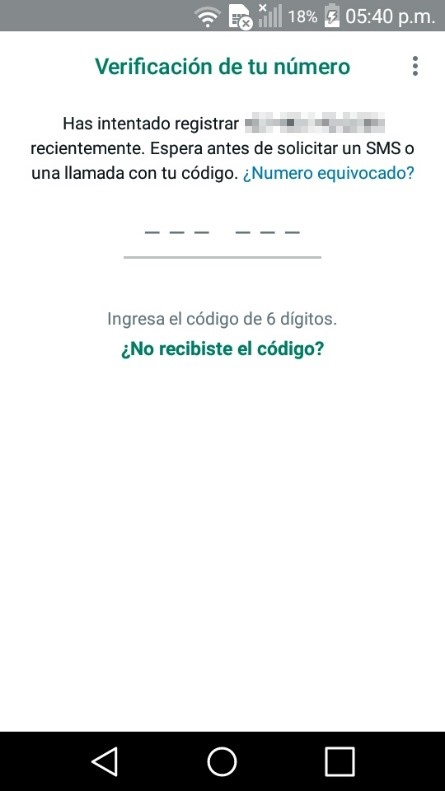 18% 05:40 p.m.
Verificación de tu número
Has intentado registrar
recientemente. Espera antes de solicitar un SMS o
una llamada con tu código. ¿Numero equivocado?
Ingresa el código de 6 dígitos.
¿No recibiste el código?